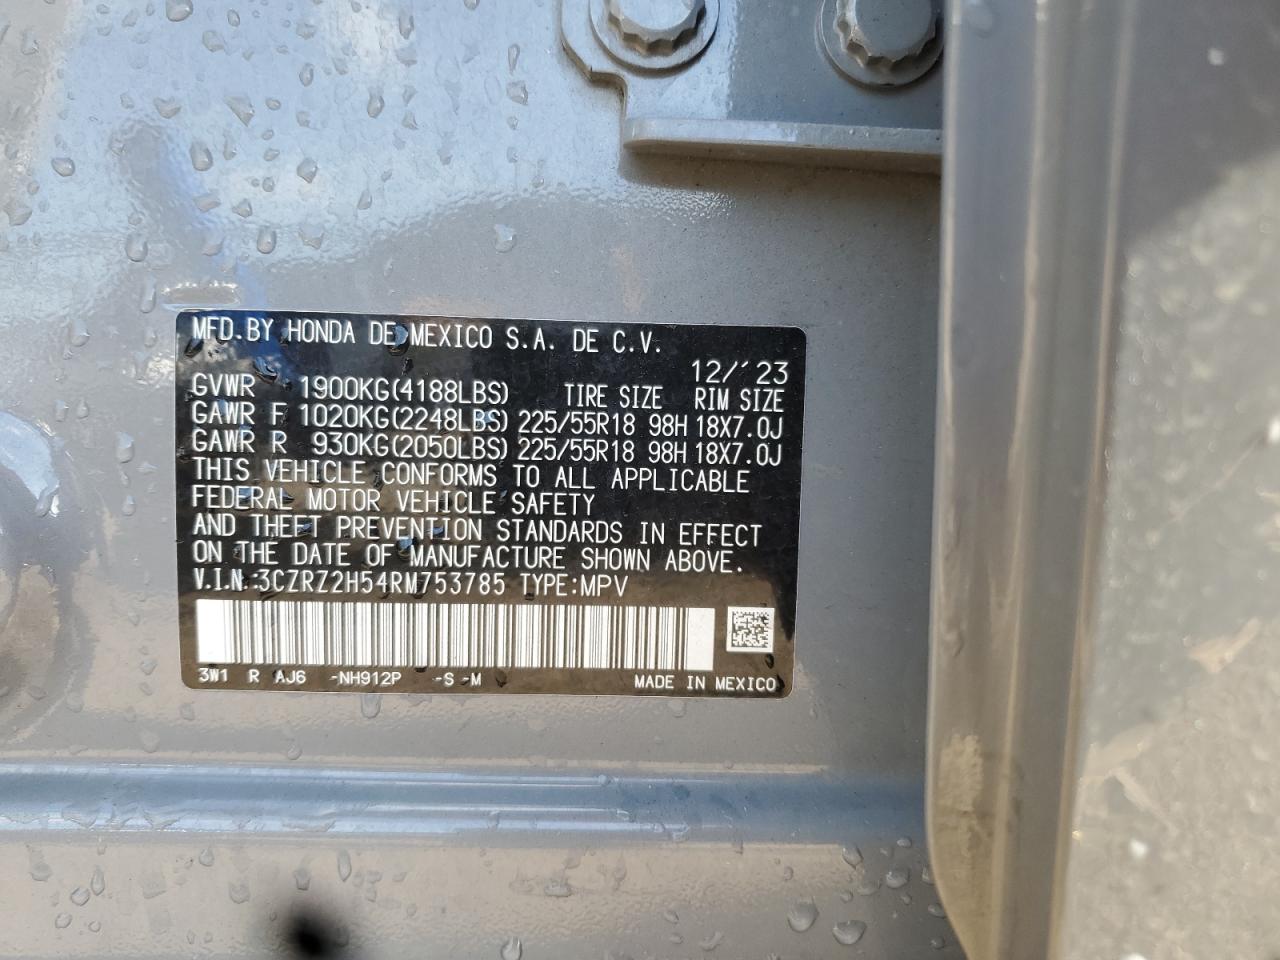 MFD.BY HONDA DE MEXICO S.A. DE C.V.
12/'23
GVWR 1900KG(4188LBS) TIRE SIZE RIM SIZE
GAWR F 1020KG(2248LBS) 225/55R18 98H 18X7.0J
GAWR R 930KG(2050LBS) 225/55R18 98H 18X7.0J
THIS VEHICLE CONFORMS TO ALL APPLICABLE
FEDERAL MOTOR VEHICLE SAFETY
AND THEFT PREVENTION STANDARDS IN EFFECT
ON THE DATE OF MANUFACTURE SHOWN ABOVE.
V.I.N.:3CZRZ2H54RM753785 TYPE:MPV
3W1 R AJ6 -NH912P -S -M MADE IN MEXICO